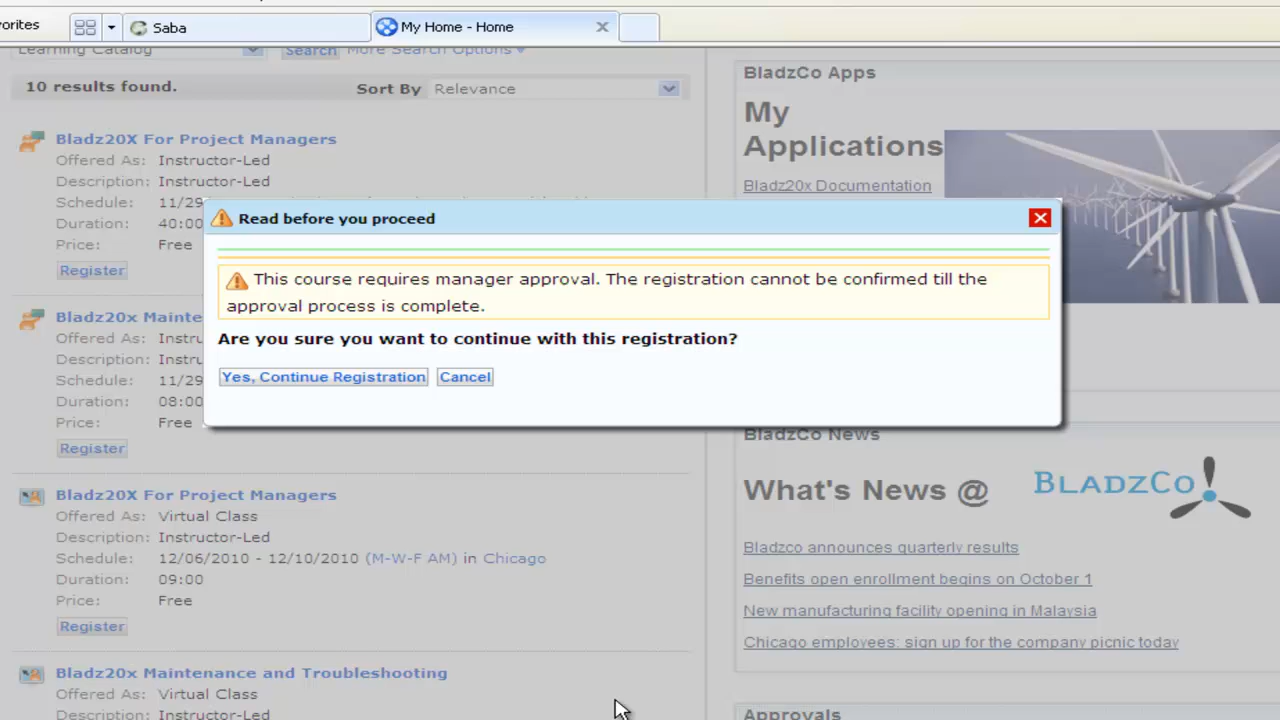 orites
Saba
My Home - Home
Learning Catalog
Search
More Search Options
10 results found.
Sort By
Relevance
Bladz20X For Project Managers
Offered As: Instructor-Led
Description: Instructor-Led
Schedule: 11/29
Duration: 40:00
Price: Free
Register
Read before you proceed
This course requires manager approval. The registration cannot be confirmed till the
approval process is complete.
Are you sure you want to continue with this registration?
Yes, Continue Registration
Cancel
Bladz20x Mainte
Offered As: Instru
Description: Instru
Schedule: 11/29
Duration: 08:00
Price: Free
Register
Bladz20X For Project Managers
Offered As: Virtual Class
Description: Instructor-Led
Schedule: 12/06/2010 - 12/10/2010 (M-W-F AM) in Chicago
Duration: 09:00
Price: Free
Register
Bladz20x Maintenance and Troubleshooting
Offered As: Virtual Class
Description: Instructor-Led
BladzCo Apps
My
Applications
Bladz20x Documentation
BladzCo News
What's News @
BLADZCO
Bladzco announces quarterly results
Benefits open enrollment begins on October 1
New manufacturing facility opening in Malaysia
Chicago employees: sign up for the company picnic today
Approvals